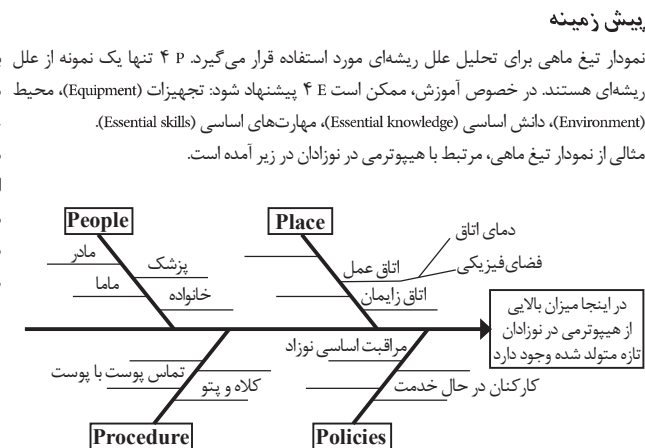 پیش زمینه
نمودار تیغ ماهی برای تحلیل علل ریشه‌ای مورد استفاده قرار می‌گیرد. ۴ P تنها یک نمونه از علل
ریشه‌ای هستند. در خصوص آموزش، ممکن است ۴ E پیشنهاد شود: تجهیزات (Equipment)، محیط
(Environment)، دانش اساسی (Essential knowledge)، مهارت‌های اساسی (Essential skills).
مثالی از نمودار تیغ ماهی، مرتبط با هیپوترمی در نوزادان در زیر آمده است.
People
Place
مادر
پزشک
ماما
خانواده
دمای اتاق
فضای‌فیزیکی
اتاق عمل
اتاق زایمان
در اینجا میزان بالایی
از هیپوترمی در نوزادان
تازه متولد شده وجود دارد
مراقبت اساسی نوزاد
کارکنان در حال خدمت
تماس پوست با پوست
کلاه و پتو
Procedure
Policies